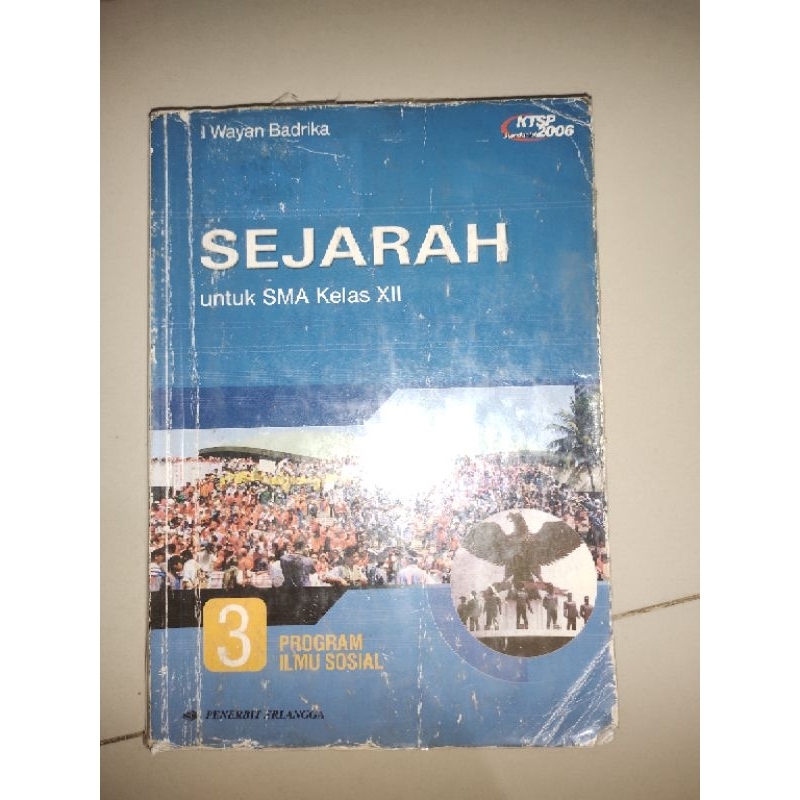 I Wayan Badrika
KTSP
2006
SEJARAH
untuk SMA Kelas XII
3
PROGRAM
ILMU SOSIAL
PENERBIT ERLANGGA